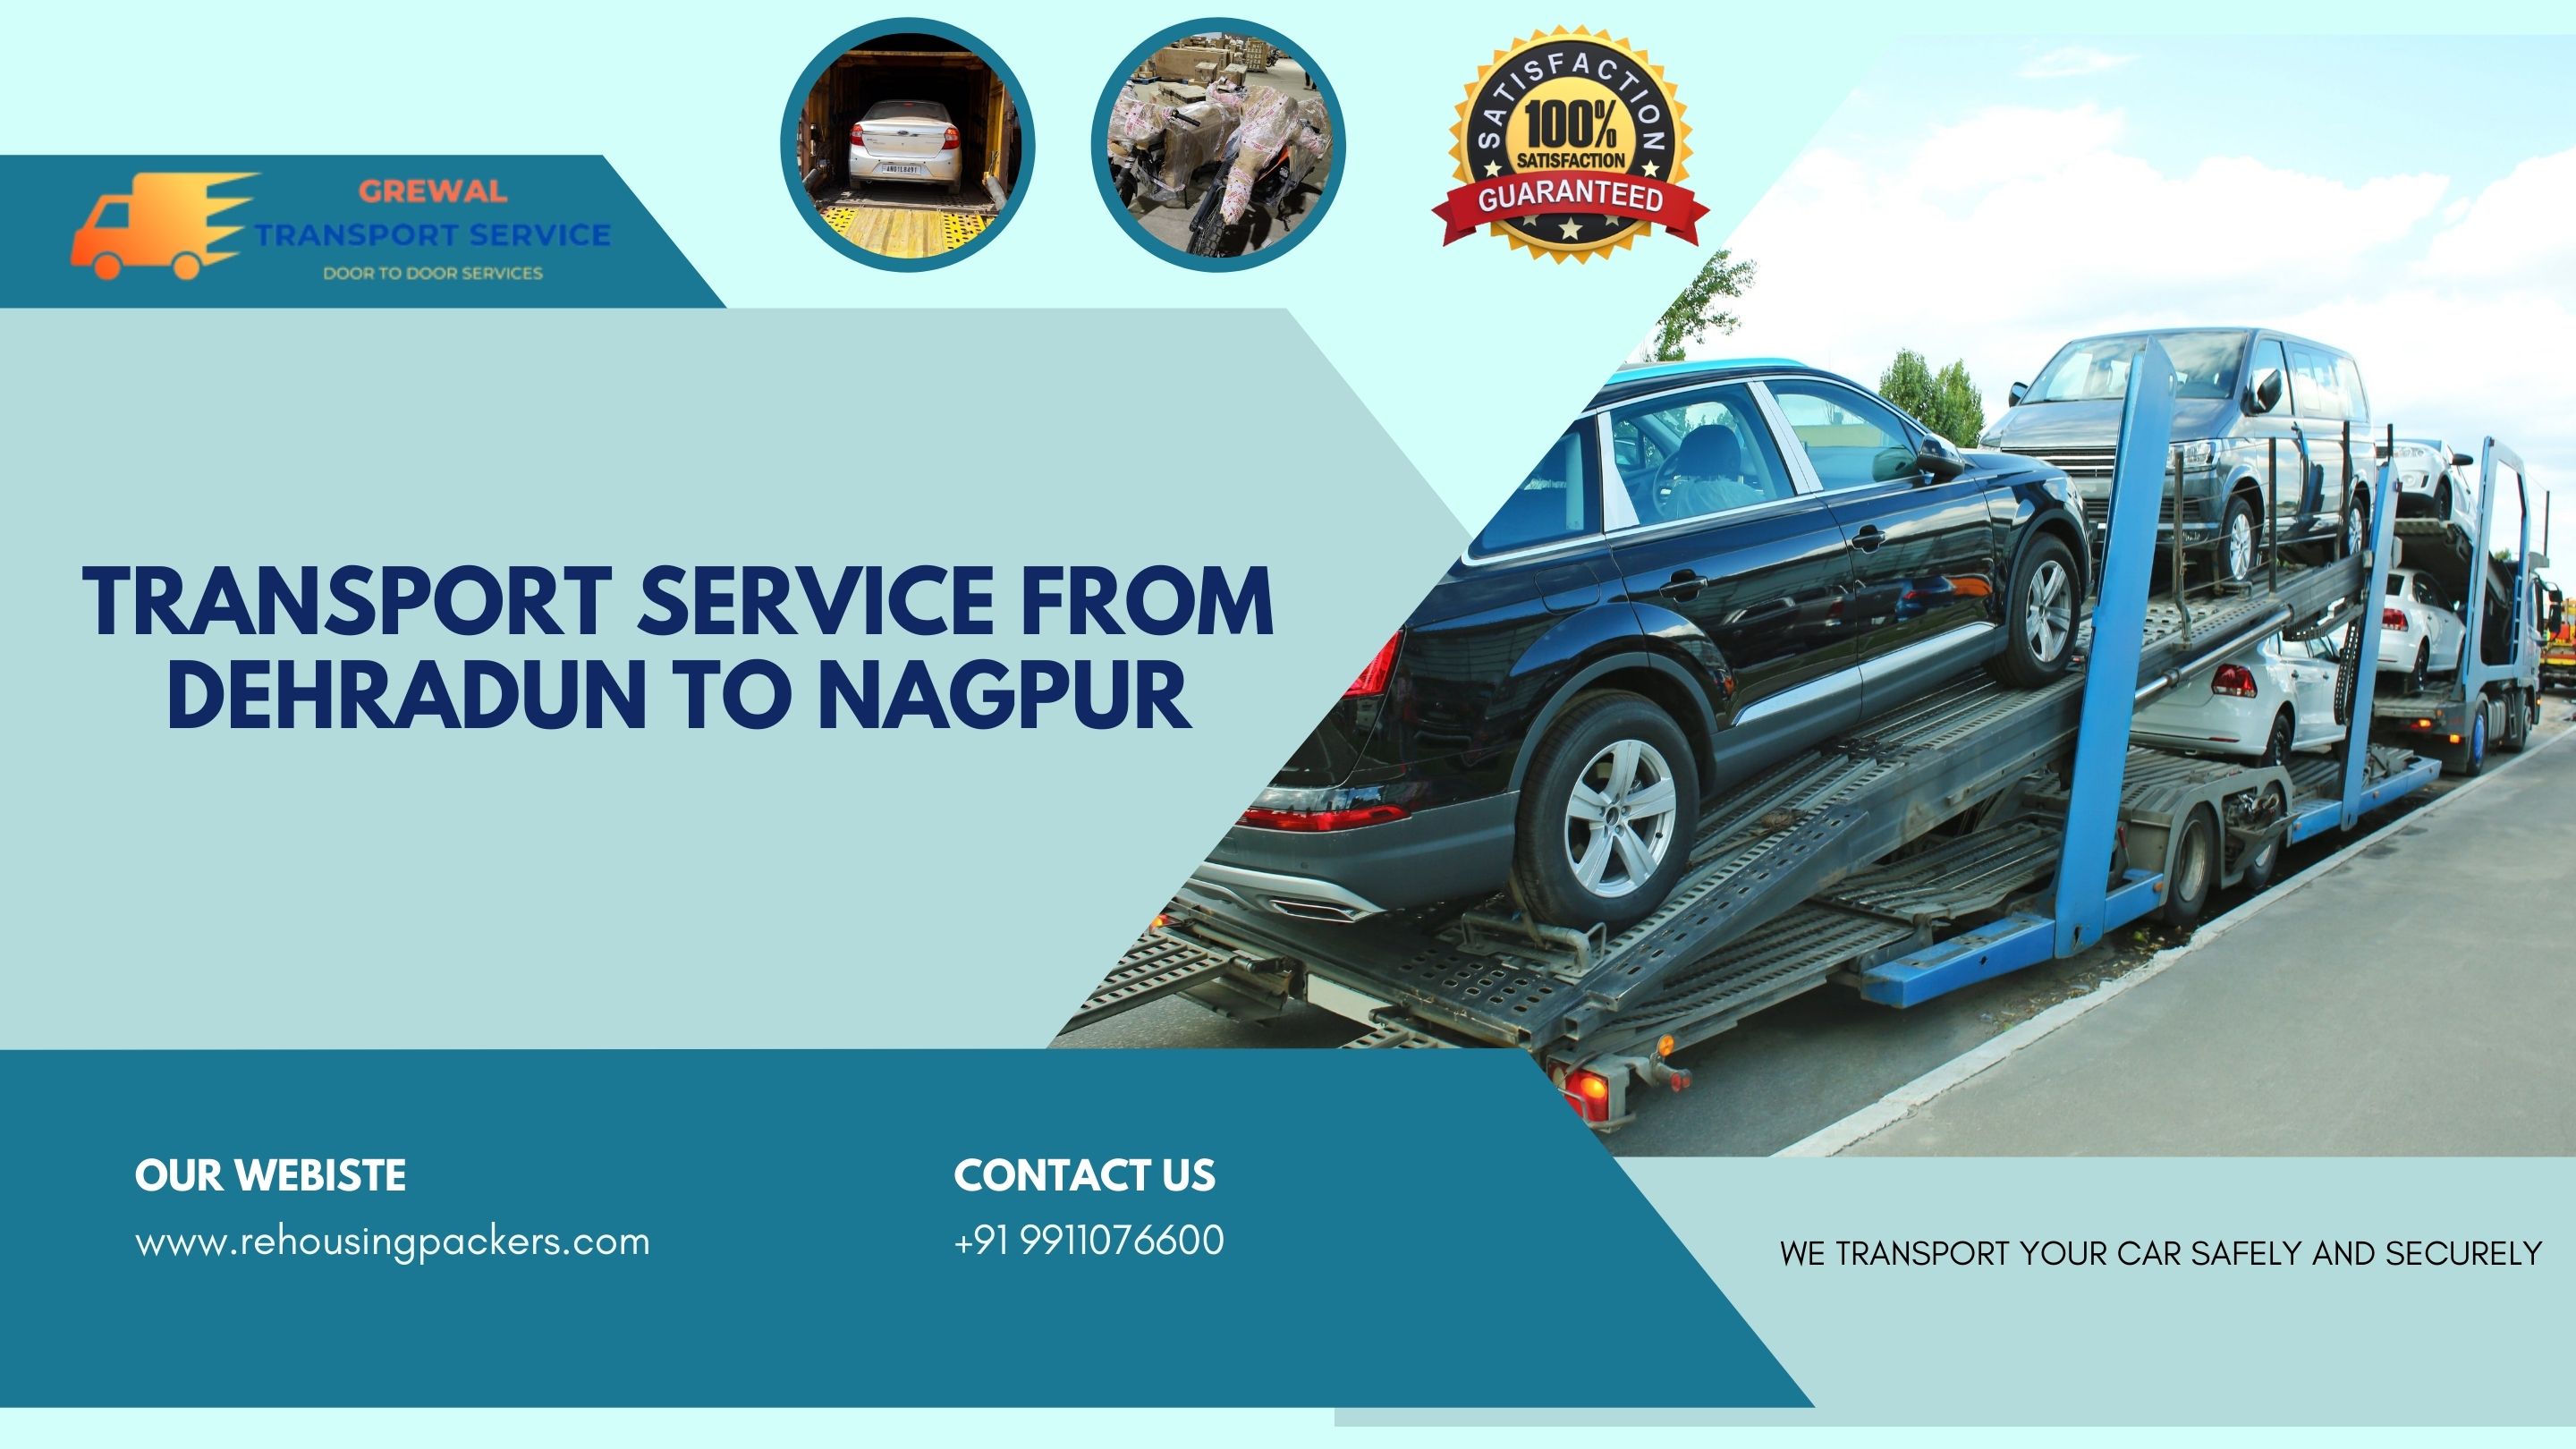 GREWAL
TRANSPORT SERVICE
DOOR TO DOOR SERVICES
SATISFACTION
100%
SATISFACTION
GUARANTEED
TRANSPORT SERVICE FROM
DEHRADUN TO NAGPUR
OUR WEBISTE
www.rehousingpackers.com
CONTACT US
+91 9911076600
WE TRANSPORT YOUR CAR SAFELY AND SECURELY